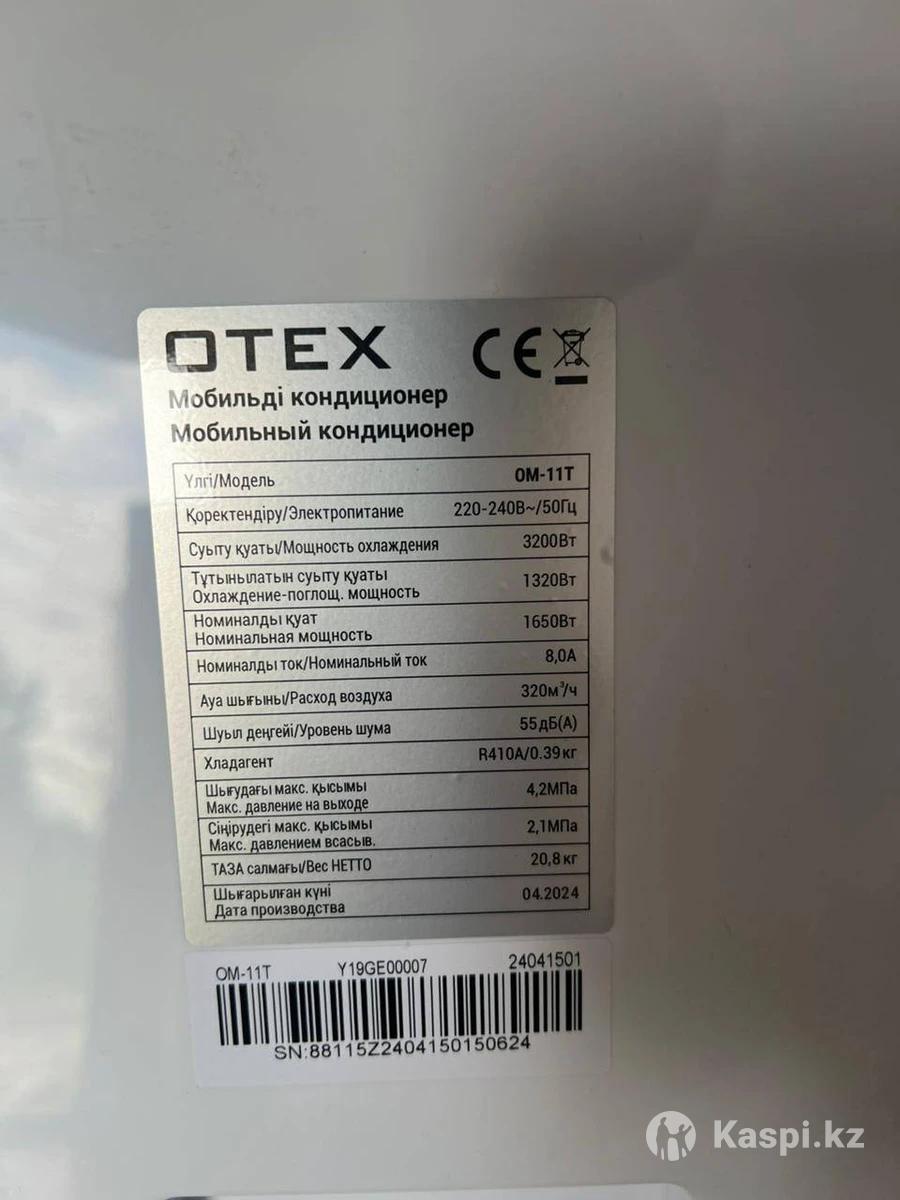 OTEX
CE
Мобильді кондиционер
Мобильный кондиционер
Үлгі/Модель OM-11T
Қоректендіру/Электропитание 220-240В~/50Гц
Суыту қуаты/Мощность охлаждения 3200Вт
Тұтынылатын суыту қуаты
Охлаждение-поглощ. мощность 1320Вт
Номиналды қуат
Номинальная мощность 1650Вт
Номиналды ток/Номинальный ток 8,0А
Ауа шығыны/Расход воздуха 320м³/ч
Шуыл деңгейі/Уровень шума 55дБ(А)
Хладагент R410A/0.39кг
Шығудағы макс. қысымы
Макс. давление на выходе 4,2МПа
Сіңірудегі макс. қысымы
Макс. давлением всасыв. 2,1МПа
ТАЗА салмағы/Вес НЕТТО 20,8кг
Шығарылған күні
Дата производства 04.2024
OM-11T Y19GE00007 24041501
SN:88115Z2404150150624
Kaspi.kz